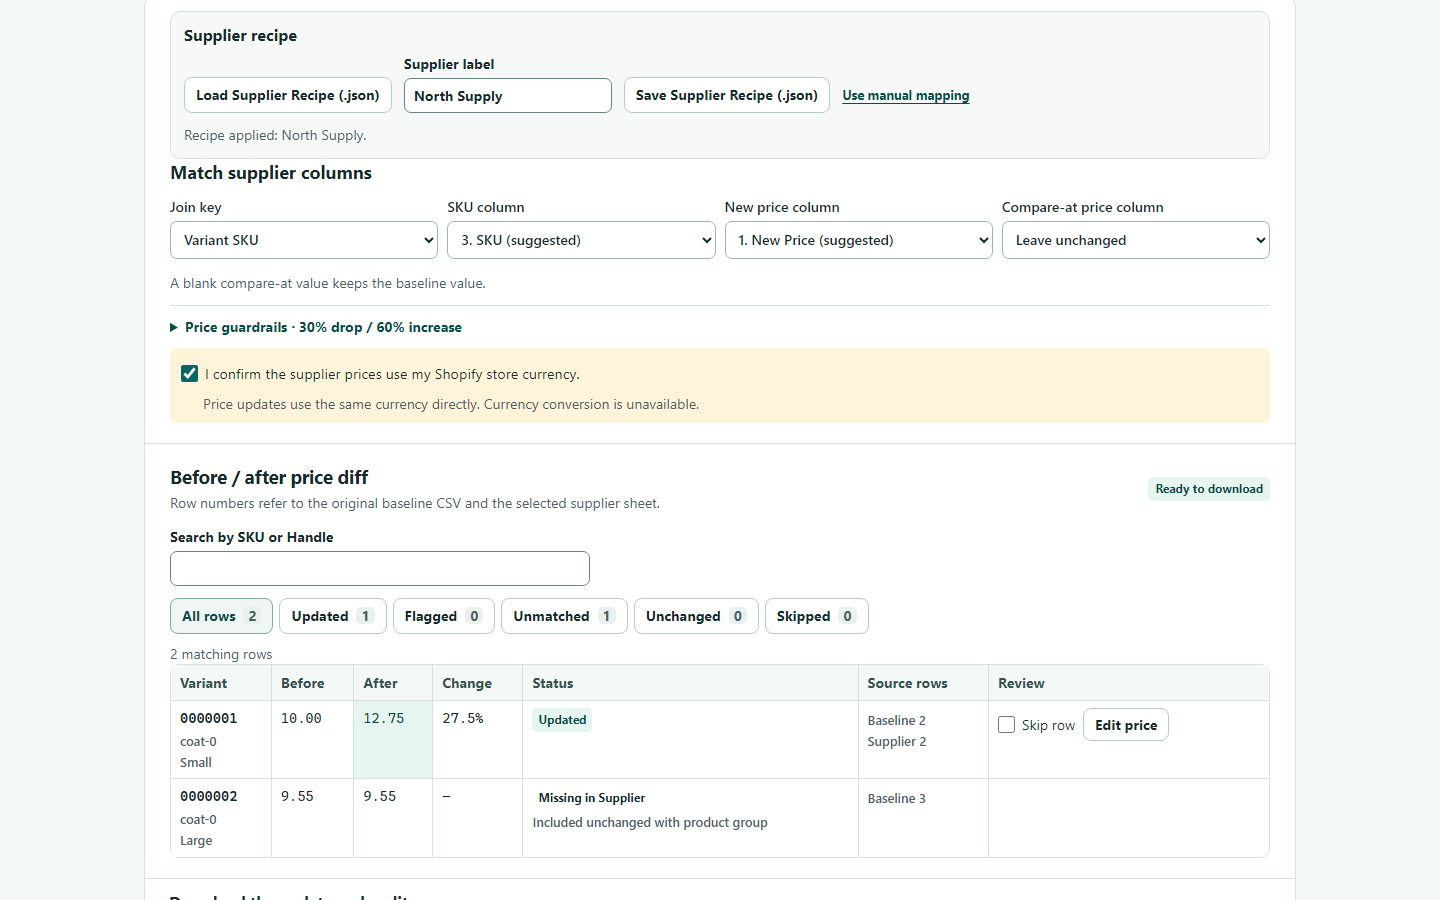 Supplier recipe
Supplier label
Load Supplier Recipe (.json)
North Supply
Save Supplier Recipe (.json)
Use manual mapping
Recipe applied: North Supply.
Match supplier columns
Join key
SKU column
New price column
Compare-at price column
Variant SKU
3. SKU (suggested)
1. New Price (suggested)
Leave unchanged
A blank compare-at value keeps the baseline value.
Price guardrails · 30% drop / 60% increase
I confirm the supplier prices use my Shopify store currency.
Price updates use the same currency directly. Currency conversion is unavailable.
Before / after price diff
Ready to download
Row numbers refer to the original baseline CSV and the selected supplier sheet.
Search by SKU or Handle
All rows 2
Updated 1
Flagged 0
Unmatched 1
Unchanged 0
Skipped 0
2 matching rows
Variant Before After Change Status Source rows Review
0000001 10.00 12.75 27.5% Updated Baseline 2 Skip row Edit price
coat-0 Supplier 2
Small
0000002 9.55 9.55 – Missing in Supplier Baseline 3
coat-0 Included unchanged with product group
Large